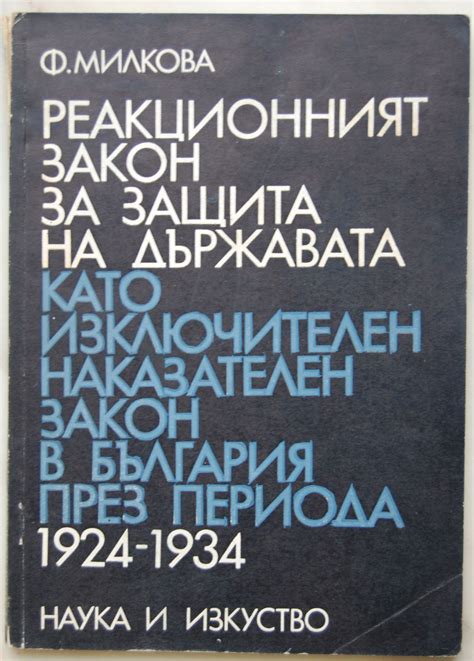 Ф. МИЛКОВА
РЕАКЦИОННИЯТ
ЗАКОН
ЗА ЗАЩИТА
НА ДЪРЖАВАТА
КАТО
ИЗКЛЮЧИТЕЛЕН
НАКАЗАТЕЛЕН
ЗАКОН
В БЪЛГАРИЯ
ПРЕЗ ПЕРИОДА
1924-1934
НАУКА И ИЗКУСТВО